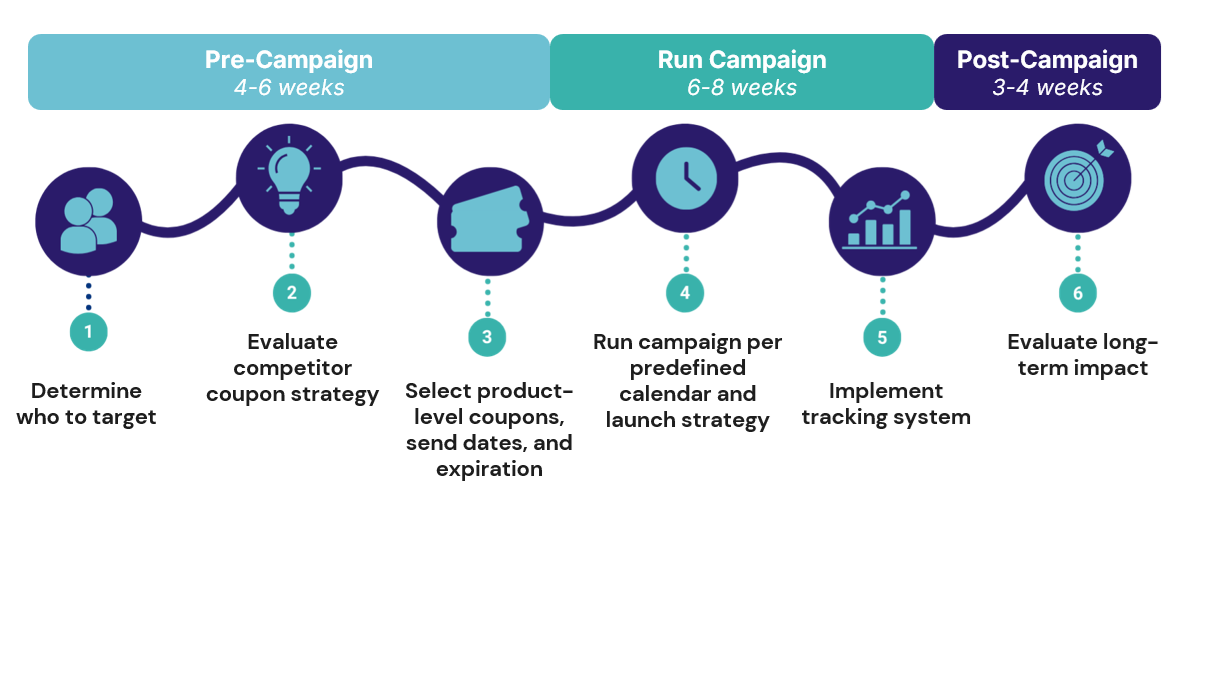 Pre-Campaign
4-6 weeks
Run Campaign
6-8 weeks
Post-Campaign
3-4 weeks
1
Determine
who to target
2
Evaluate
competitor
coupon strategy
3
Select product-
level coupons,
send dates, and
expiration
4
Run campaign per
predefined
calendar and
launch strategy
5
Implement
tracking system
6
Evaluate long-
term impact